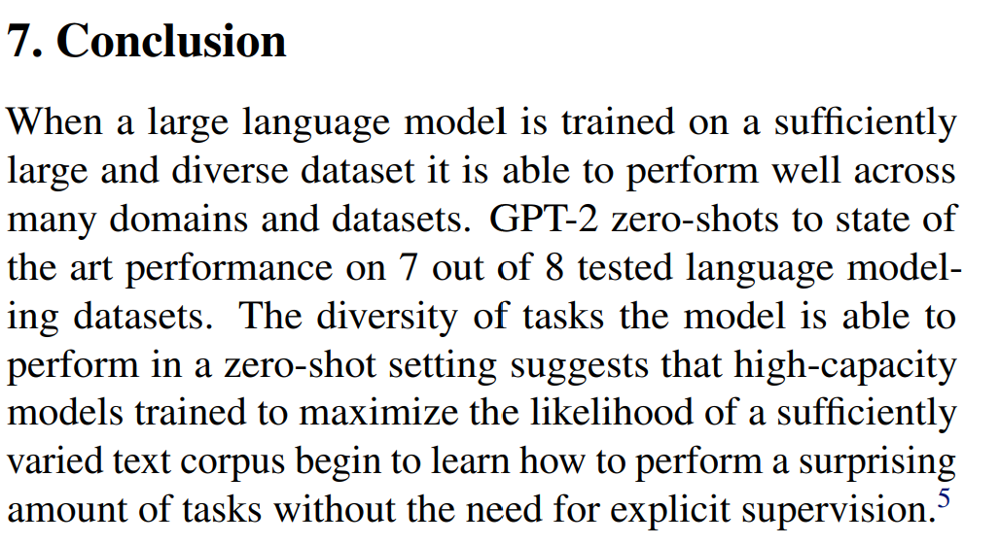 7. Conclusion
When a large language model is trained on a sufficiently
large and diverse dataset it is able to perform well across
many domains and datasets. GPT-2 zero-shots to state of
the art performance on 7 out of 8 tested language model-
ing datasets. The diversity of tasks the model is able to
perform in a zero-shot setting suggests that high-capacity
models trained to maximize the likelihood of a sufficiently
varied text corpus begin to learn how to perform a surprising
amount of tasks without the need for explicit supervision.5